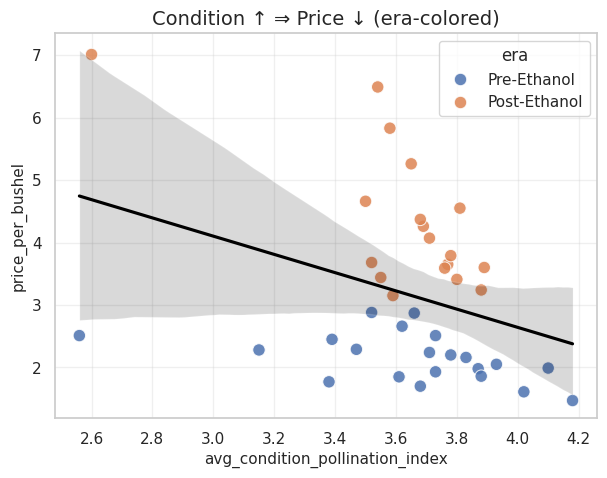 Condition ↑ ⇒ Price ↓ (era-colored)
era
Pre-Ethanol
Post-Ethanol
price_per_bushel
7
6
5
4
3
2
2.6 2.8 3.0 3.2 3.4 3.6 3.8 4.0 4.2
avg_condition_pollination_index